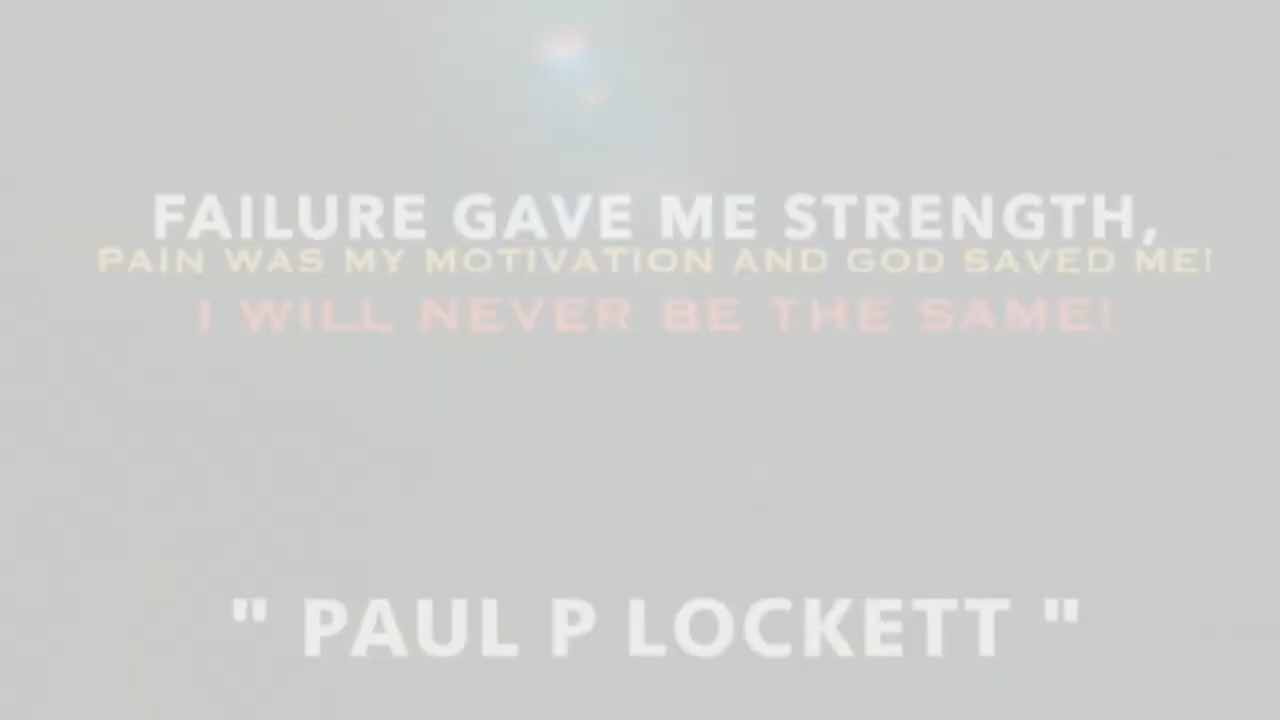 FAILURE GAVE ME STRENGTH,
PAIN WAS MY MOTIVATION AND GOD SAVED ME!
I WILL NEVER BE THE SAME!
" PAUL P LOCKETT "